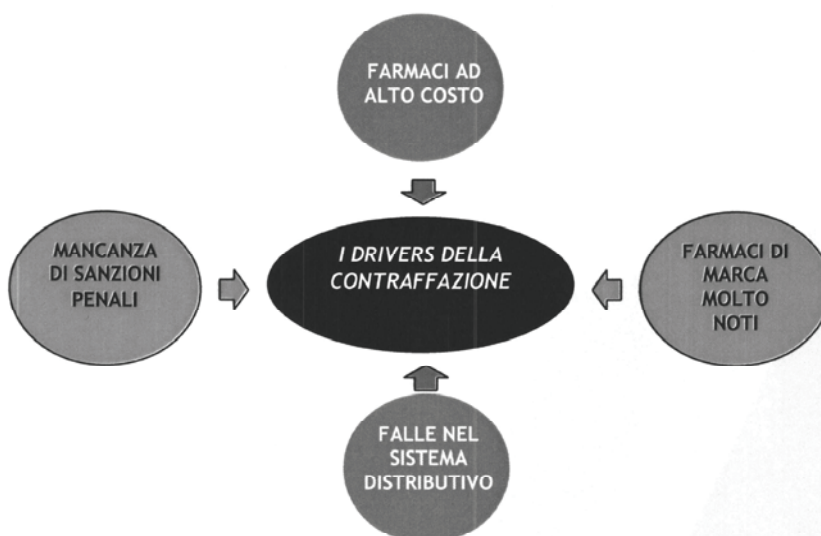 FARMACI AD
ALTO COSTO
MANCANZA
DI SANZIONI
PENALI
I DRIVERS DELLA
CONTRAFFAZIONE
FARMACI DI
MARCA
MOLTO
NOTI
FALLE NEL
SISTEMA
DISTRIBUTIVO